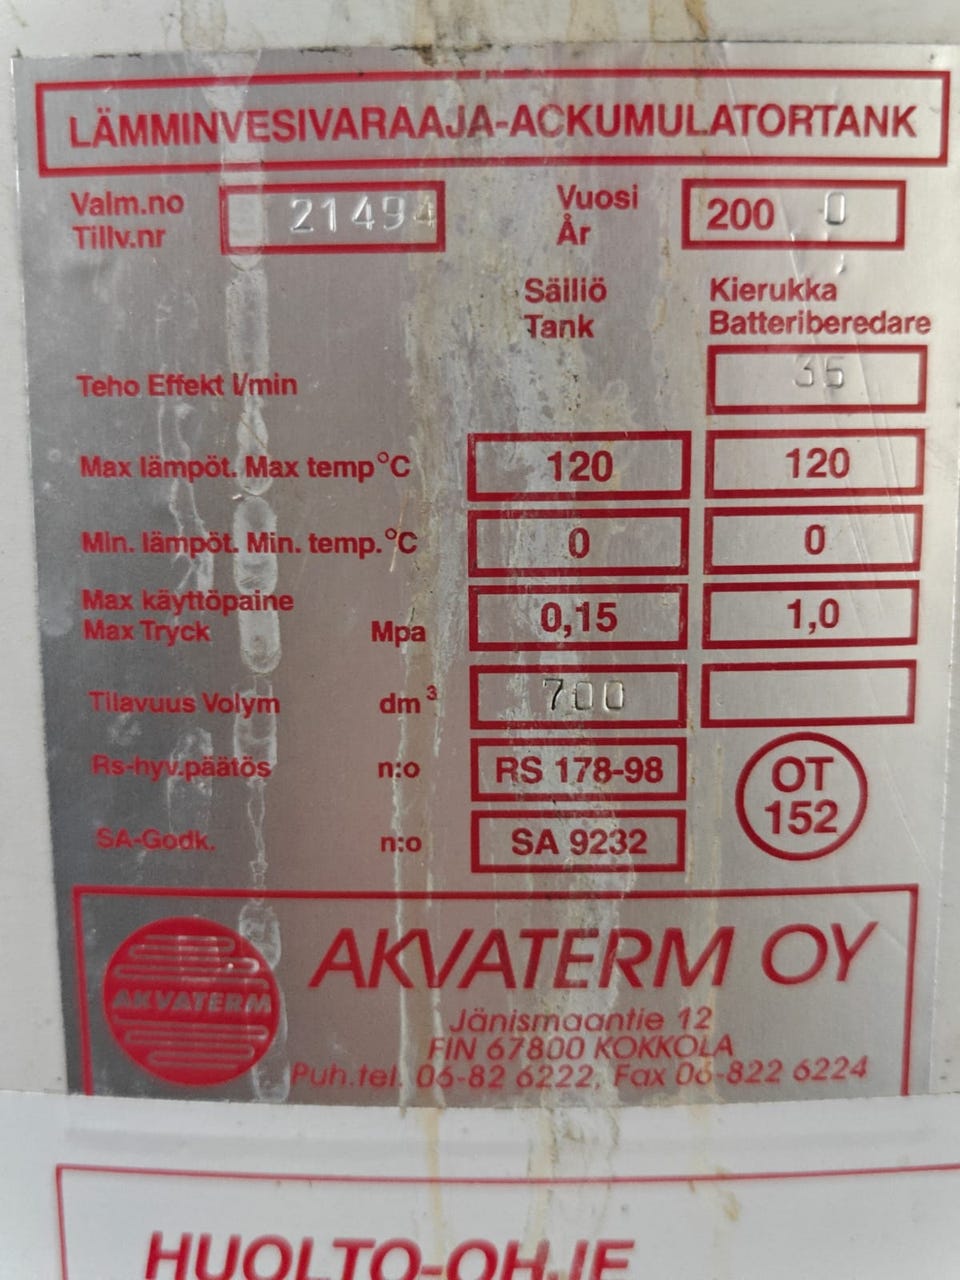 LÄMMINVESIVARAAJA-ACKUMULATORTANK
Valm.no 21494 Vuosi 200 0
Tillv.nr År
Säiliö Kierukka
Tank Batteriberedare
Teho Effekt l/min 35
Max lämpöt. Max temp °C 120 120
Min. lämpöt. Min. temp. °C 0 0
Max käyttöpaine
Max Tryck Mpa 0,15 1,0
Tilavuus Volym dm³ 700
Rs-hyv.päätös n:o RS 178-98
SA-Godk. n:o SA 9232
OT
152
AKVATERM
AKVATERM OY
Jänismaantie 12
FIN 67800 KOKKOLA
Puh.tel. 06-82 6222, Fax 06-822 6224
HUOLTO-OHJE